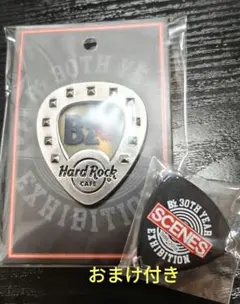 30TH YEAR
B'z
Hard Rock
CAFE
EXHIBITION
B'z 30TH YEAR
SCENES
EXHIBITION
おまけ付き